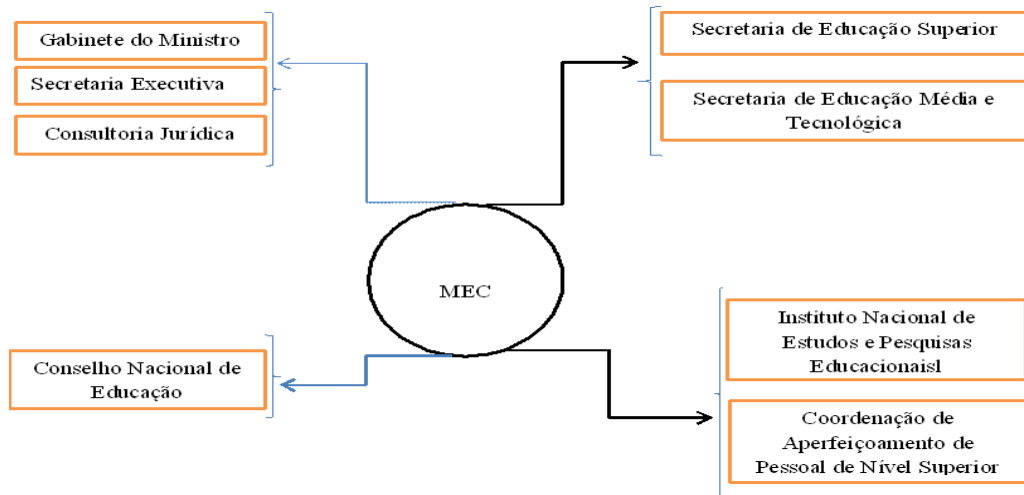 Gabinete do Ministro
Secretaria Executiva
Consultoria Jurídica
Secretaria de Educação Superior
Secretaria de Educação Média e
Tecnológica
MEC
Conselho Nacional de
Educação
Instituto Nacional de
Estudos e Pesquisas
Educacionaisl
Coordenação de
Aperfeiçoamento de
Pessoal de Nível Superior